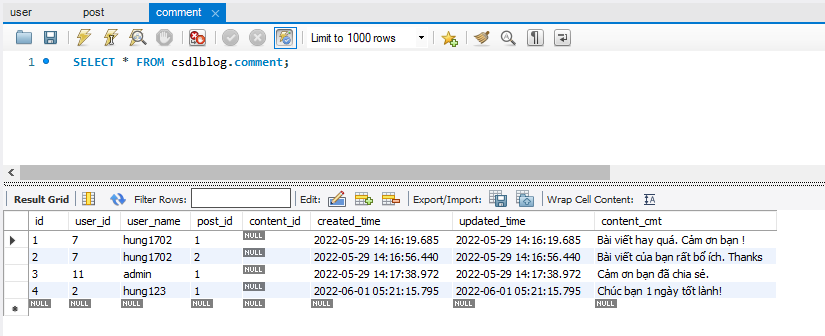 user post comment ×
Limit to 1000 rows
1 SELECT * FROM csdlblog.comment;
Result Grid Filter Rows: Edit: Export/Import: Wrap Cell Content:
id user_id user_name post_id content_id created_time updated_time content_cmt
1 7 hung1702 1 NULL 2022-05-29 14:16:19.685 2022-05-29 14:16:19.685 Bài viết hay quá. Cảm ơn bạn !
2 7 hung1702 2 NULL 2022-05-29 14:16:56.440 2022-05-29 14:16:56.440 Bài viết của bạn rất bổ ích. Thanks
3 11 admin 1 NULL 2022-05-29 14:17:38.972 2022-05-29 14:17:38.972 Cảm ơn bạn đã chia sẻ.
4 2 hung123 1 NULL 2022-06-01 05:21:15.795 2022-06-01 05:21:15.795 Chúc bạn 1 ngày tốt lành!
NULL NULL NULL NULL NULL NULL NULL NULL